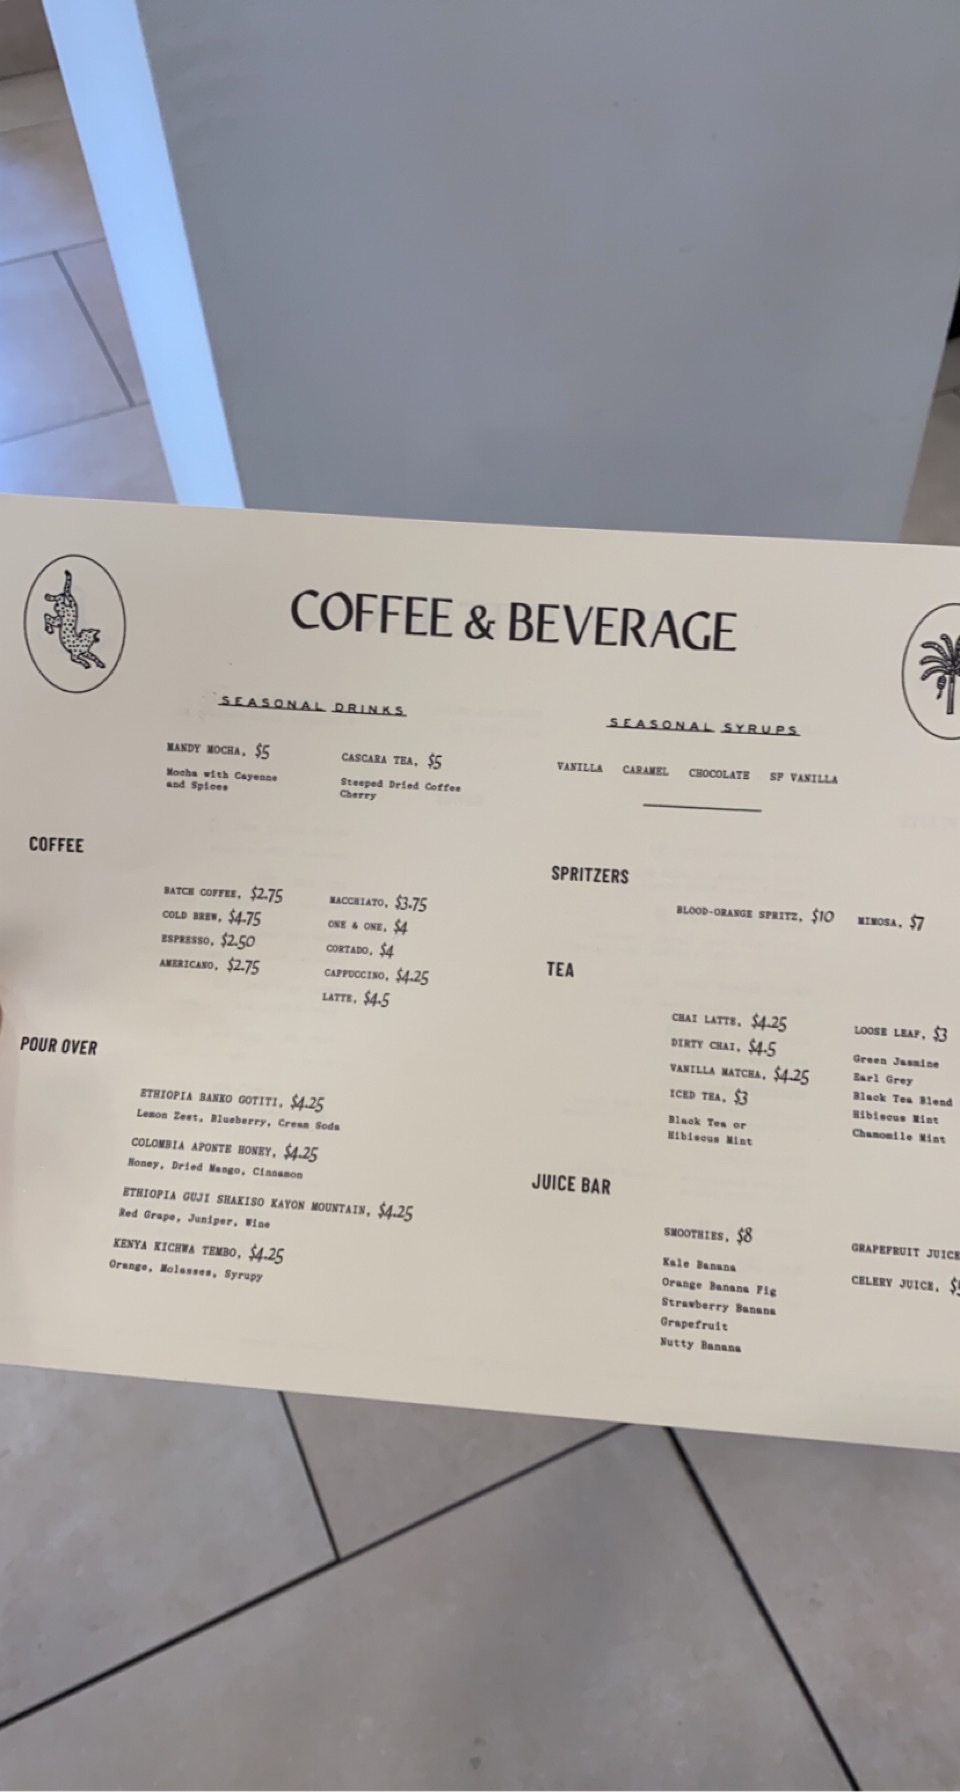 COFFEE & BEVERAGE
SEASONAL DRINKS
MANDY MOCHA, $5
Mocha with Cayenne
and Spices
CASCARA TEA, $5
Steeped Dried Coffee
Cherry
SEASONAL SYRUPS
VANILLA CARAMEL CHOCOLATE SF VANILLA
COFFEE
BATCH COFFEE, $2.75
COLD BREW, $4.75
ESPRESSO, $2.50
AMERICANO, $2.75
MACCHIATO, $3.75
ONE & ONE, $4
CORTADO, $4
CAPPUCCINO, $4.25
LATTE, $4.5
POUR OVER
ETHIOPIA BANKO GOTITI, $4.25
Lemon Zest, Blueberry, Cream Soda
COLOMBIA APONTE HONEY, $4.25
Honey, Dried Mango, Cinnamon
ETHIOPIA GUJI SHAKISO KAYON MOUNTAIN, $4.25
Red Grape, Juniper, Wine
KENYA KICHWA TEMBO, $4.25
Orange, Molasses, Syrupy
SPRITZERS
BLOOD-ORANGE SPRITZ, $10
MIMOSA, $7
TEA
CHAI LATTE, $4.25
DIRTY CHAI, $4.5
VANILLA MATCHA, $4.25
ICED TEA, $3
Black Tea or
Hibiscus Mint
LOOSE LEAF, $3
Green Jasmine
Earl Grey
Black Tea Blend
Hibiscus Mint
Chamomile Mint
JUICE BAR
SMOOTHIES, $8
Kale Banana
Orange Banana Fig
Strawberry Banana
Grapefruit
Nutty Banana
GRAPEFRUIT JUICE
CELERY JUICE,